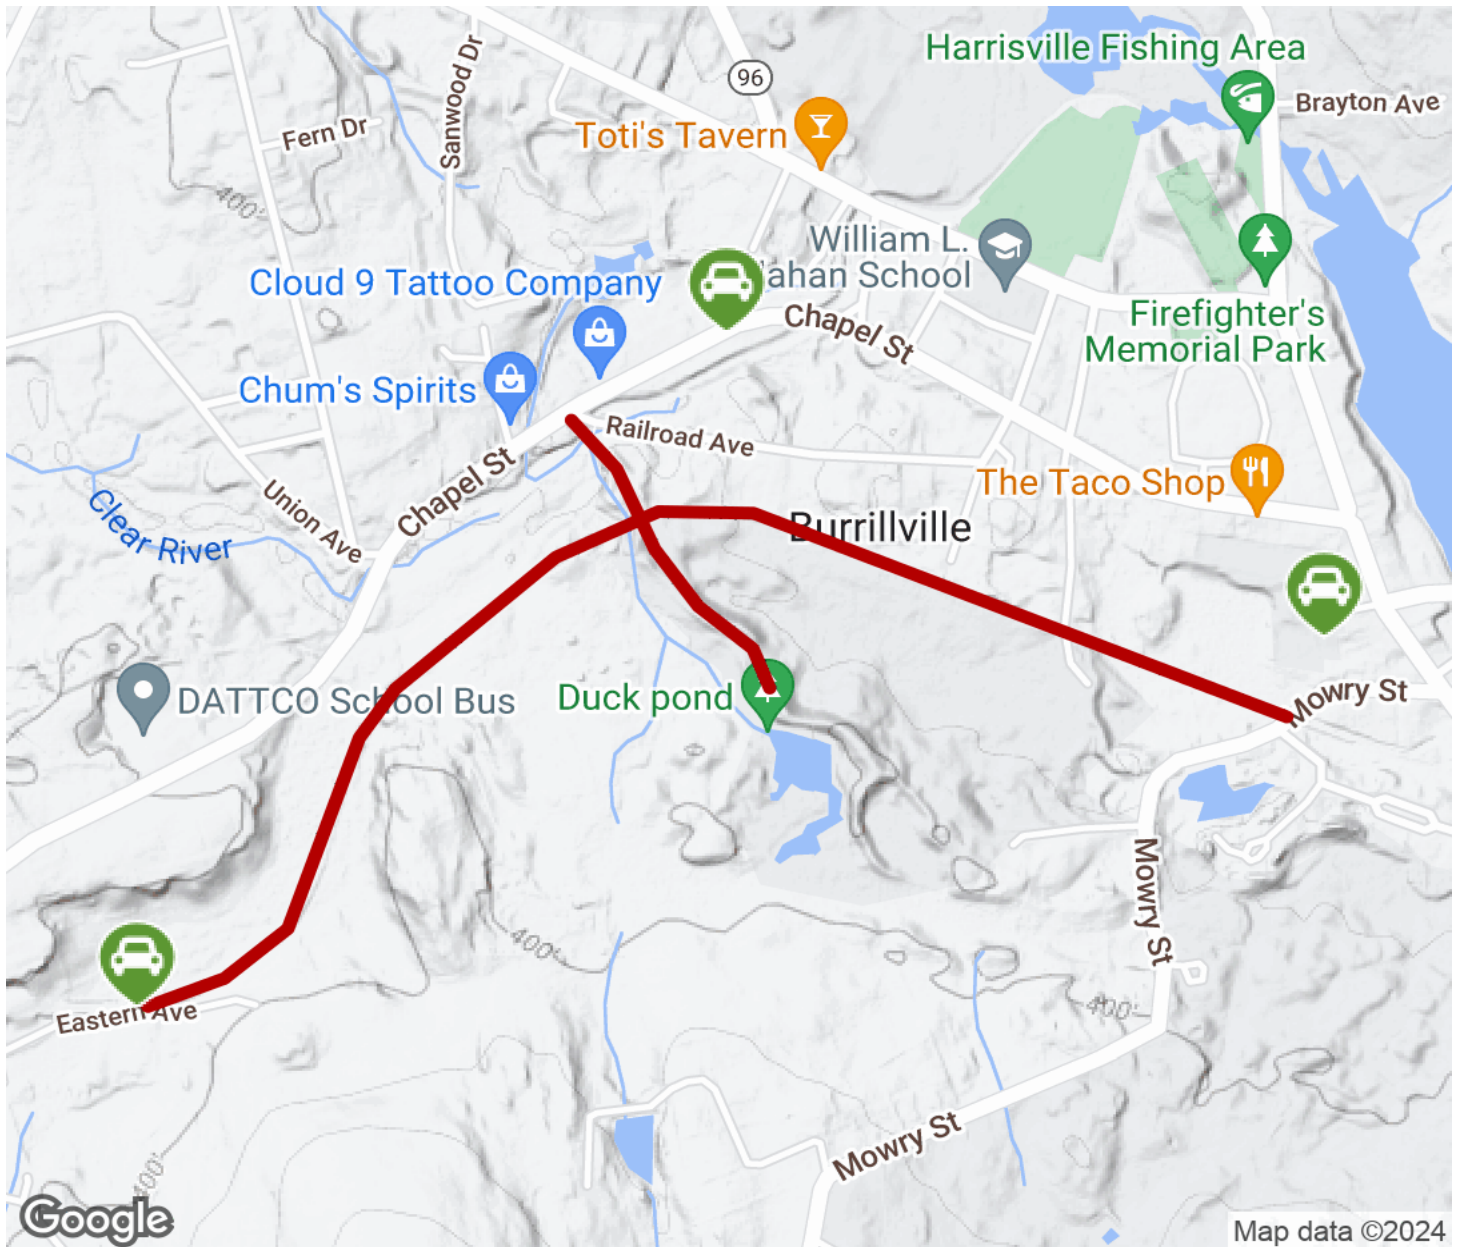 Harrisville Fishing Area
96
Brayton Ave
Sanwood Dr
Fern Dr
Toti's Tavern
400'
William L.
ahan School
Cloud 9 Tattoo Company
Chapel St
Firefighter's
Memorial Park
Chum's Spirits
Railroad Ave
Chapel St
The Taco Shop
Union Ave
Clear River
Burrillville
Mowry St
DATTCO School Bus
Duck pond
Mowry St
400'
400'
Eastern Ave
Mowry St
400'
Google
Map data ©2024